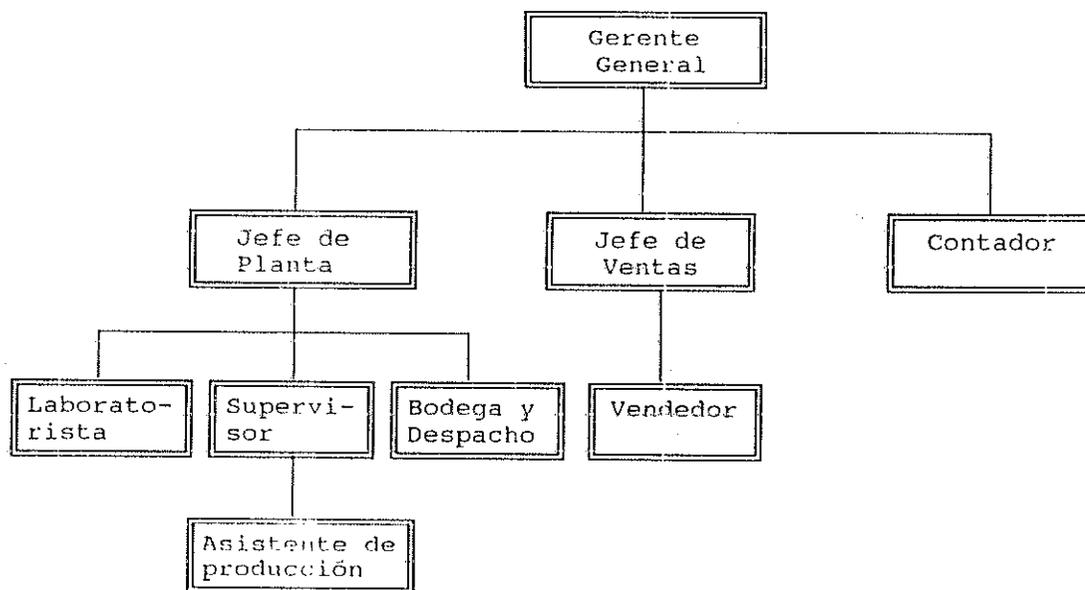 Gerente
General
Jefe de
Planta
Jefe de
Ventas
Contador
Laborato-
rista
Supervi-
sor
Bodega y
Despacho
Vendedor
Asistente de
producción